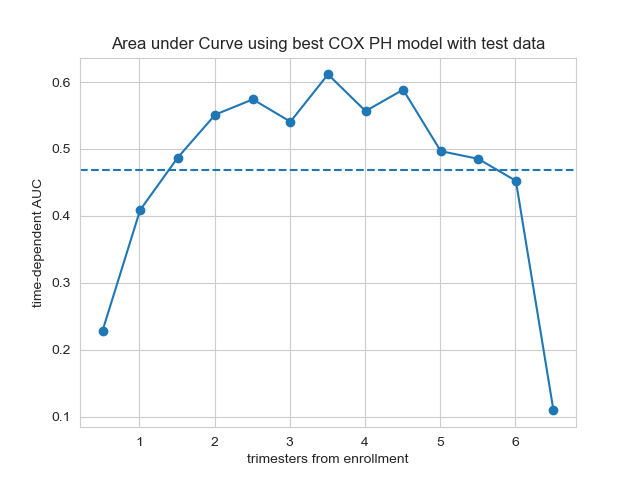 Area under Curve using best COX PH model with test data
time-dependent AUC
0.6
0.5
0.4
0.3
0.2
0.1
1 2 3 4 5 6
trimesters from enrollment